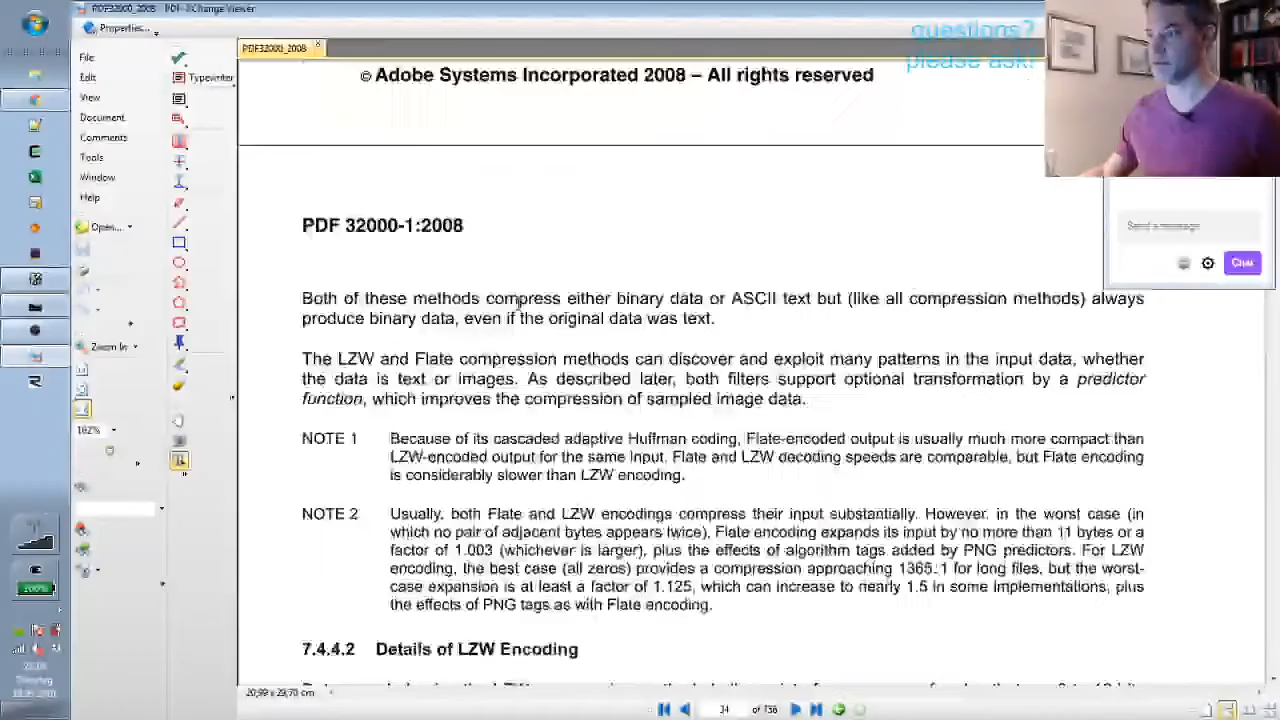 PDF32000_2008 - PDF-XChange Viewer
Properties...
File
Edit
View
Document
Comments
Tools
Window
Help
Open...
Zoom In
182%
Typewriter
PDF32000_2008
questions?
please ask!
© Adobe Systems Incorporated 2008 – All rights reserved
Send a message
Chat
PDF 32000-1:2008
Both of these methods compress either binary data or ASCII text but (like all compression methods) always
produce binary data, even if the original data was text.
The LZW and Flate compression methods can discover and exploit many patterns in the input data, whether
the data is text or images. As described later, both filters support optional transformation by a predictor
function, which improves the compression of sampled image data.
NOTE 1 Because of its cascaded adaptive Huffman coding, Flate-encoded output is usually much more compact than
LZW-encoded output for the same input. Flate and LZW decoding speeds are comparable, but Flate encoding
is considerably slower than LZW encoding.
NOTE 2 Usually, both Flate and LZW encodings compress their input substantially. However, in the worst case (in
which no pair of adjacent bytes appears twice), Flate encoding expands its input by no more than 11 bytes or a
factor of 1.003 (whichever is larger), plus the effects of algorithm tags added by PNG predictors. For LZW
encoding, the best case (all zeros) provides a compression approaching 1365:1 for long files, but the worst-
case expansion is at least a factor of 1.125, which can increase to nearly 1.5 in some implementations, plus
the effects of PNG tags as with Flate encoding.
7.4.4.2 Details of LZW Encoding
20,99 x 29,70 cm
34 of 756